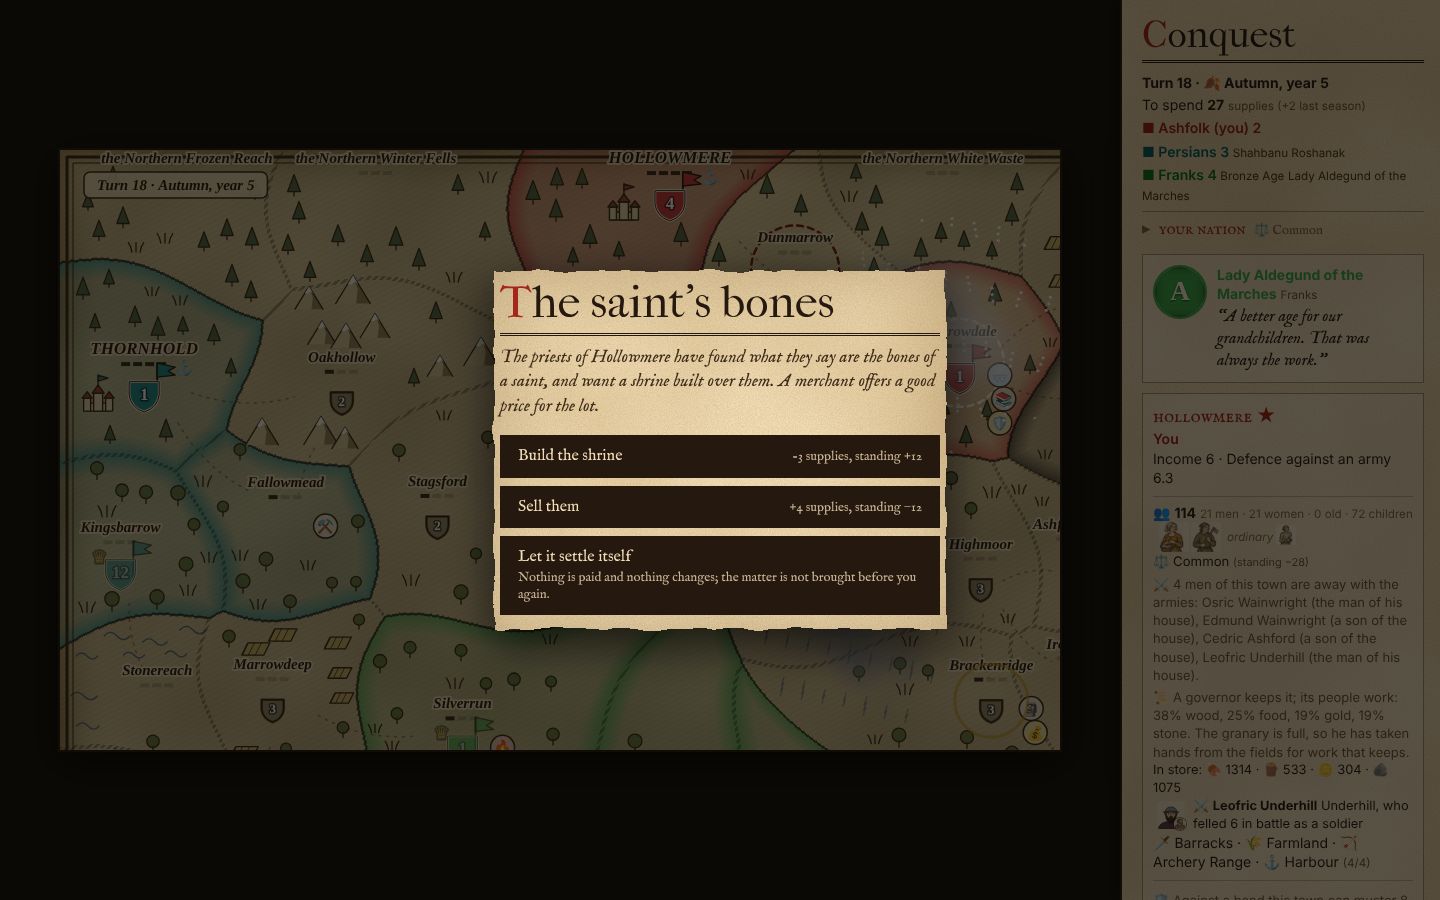 the Northern Frozen Reach
the Northern Winter Fells
HOLLOWMERE
the Northern White Waste
Turn 18 · Autumn, year 5
4
Dunmarrow
THORNHOLD
1
Oakhollow
2
rowdale
1
Fallowmead
Stagsford
2
Kingsbarrow
12
Highmoor
3
Stonereach
Marrowdeep
3
Silverrun
1
Brackenridge
3
The saint's bones
The priests of Hollowmere have found what they say are the bones of
a saint, and want a shrine built over them. A merchant offers a good
price for the lot.
Build the shrine
-3 supplies, standing +12
Sell them
+4 supplies, standing −12
Let it settle itself
Nothing is paid and nothing changes; the matter is not brought before you
again.
Conquest
Turn 18 · 🍂 Autumn, year 5
To spend 27 supplies (+2 last season)
Ashfolk (you) 2
Persians 3 Shahbanu Roshanak
Franks 4 Bronze Age Lady Aldegund of the
Marches
YOUR NATION ⚖️ Common
A
Lady Aldegund of the
Marches Franks
“A better age for our
grandchildren. That was
always the work.”
HOLLOWMERE ★
You
Income 6 · Defence against an army
6.3
👥 114 21 men · 21 women · 0 old · 72 children
ordinary
⚖️ Common (standing −28)
⚔️ 4 men of this town are away with the
armies: Osric Wainwright (the man of his
house), Edmund Wainwright (a son of the
house), Cedric Ashford (a son of the
house), Leofric Underhill (the man of his
house).
📜 A governor keeps it; its people work:
38% wood, 25% food, 19% gold, 19%
stone. The granary is full, so he has taken
hands from the fields for work that keeps.
In store: 🍖 1314 · 🪵 533 · 🪙 304 · 🪨
1075
⚔️ Leofric Underhill Underhill, who
felled 6 in battle as a soldier
🗡️ Barracks · 🌾 Farmland · 🏹
Archery Range · ⚓ Harbour (4/4)